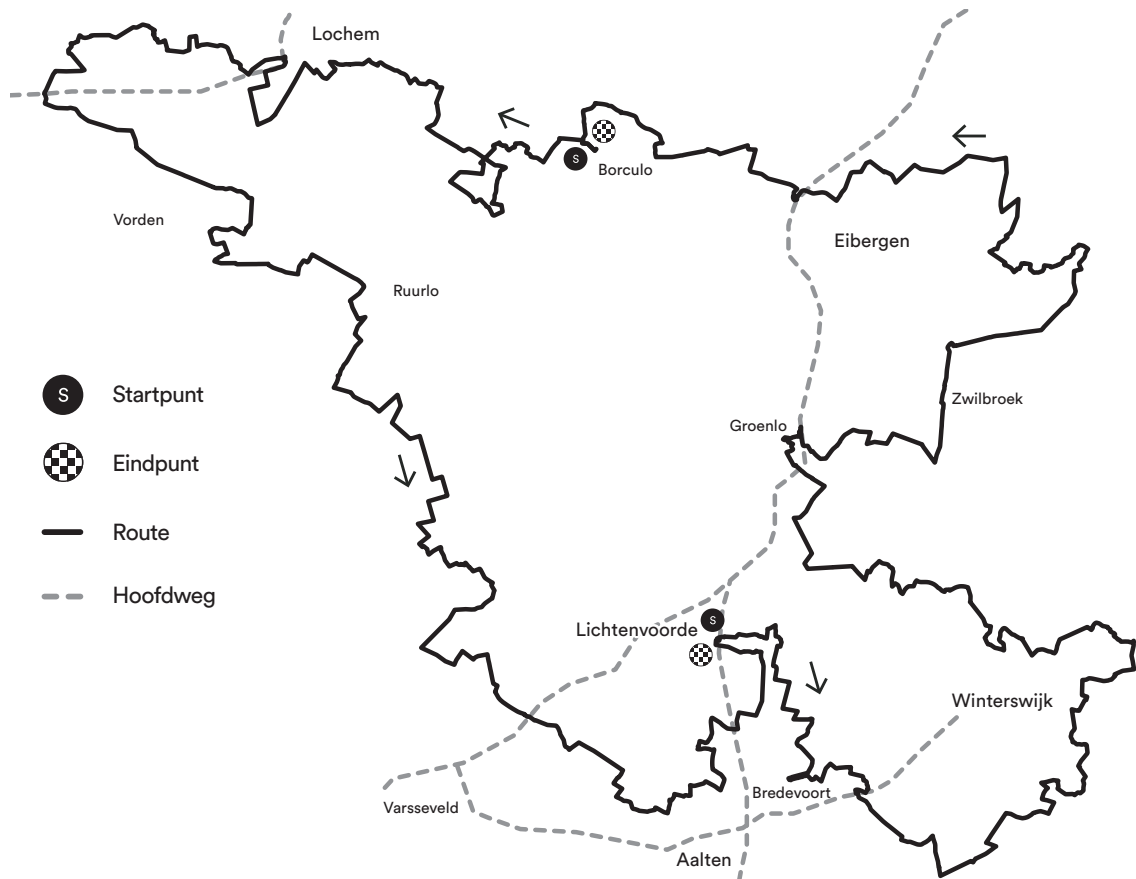 Lochem
S
Borculo
Vorden
Eibergen
Ruurlo
S
Startpunt
Zwilbroek
Groenlo
Eindpunt
Route
Hoofdweg
S
Lichtenvoorde
Winterswijk
Bredevoort
Varsseveld
Aalten